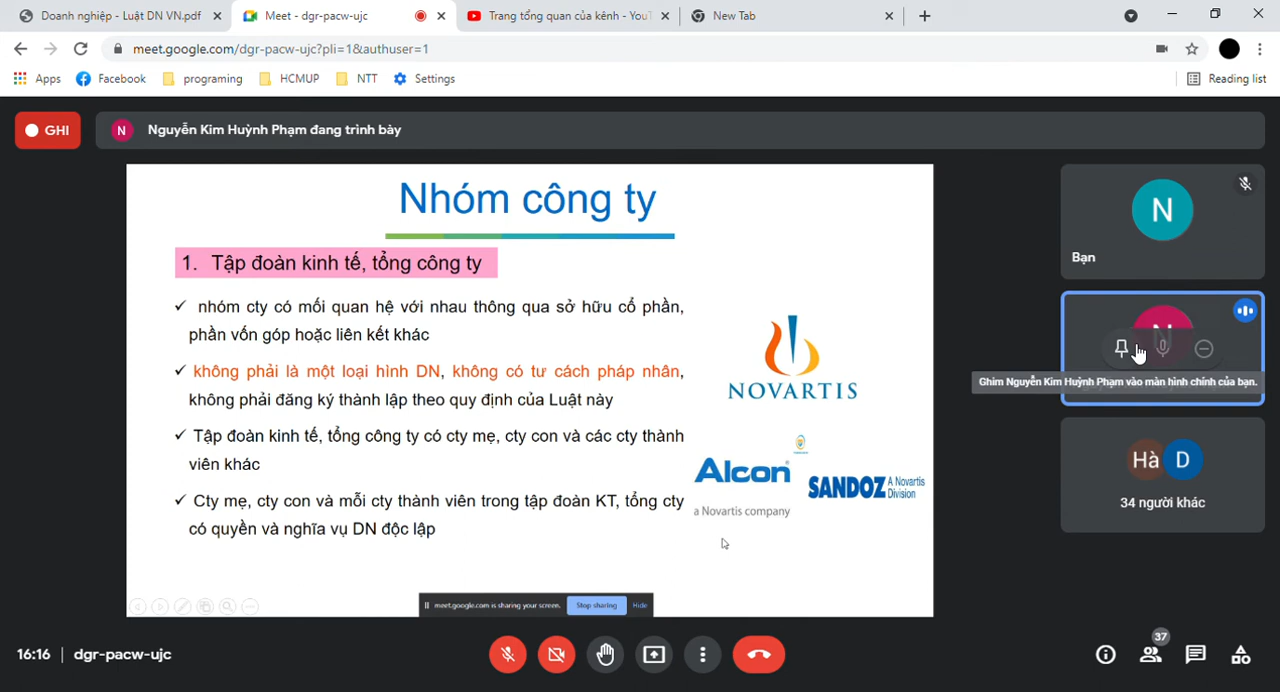 Doanh nghiệp - Luật DN VN.pdf
Meet - dgr-pacw-ujc
Trang tổng quan của kênh - YouT
New Tab
meet.google.com/dgr-pacw-ujc?pli=1&authuser=1
Apps
Facebook
programing
HCMUP
NTT
Settings
Reading list
GHI
N
Nguyễn Kim Huỳnh Phạm đang trình bày
Nhóm công ty
1. Tập đoàn kinh tế, tổng công ty
nhóm cty có mối quan hệ với nhau thông qua sở hữu cổ phần,
phần vốn góp hoặc liên kết khác
không phải là một loại hình DN, không có tư cách pháp nhân,
không phải đăng ký thành lập theo quy định của Luật này
Tập đoàn kinh tế, tổng công ty có cty mẹ, cty con và các cty thành
viên khác
Cty mẹ, cty con và mỗi cty thành viên trong tập đoàn KT, tổng cty
có quyền và nghĩa vụ DN độc lập
NOVARTIS
Alcon
a Novartis company
SANDOZ A Novartis
Division
meet.google.com is sharing your screen.
Stop sharing
Hide
N
Bạn
N
Ghim Nguyễn Kim Huỳnh Phạm vào màn hình chính của bạn.
Hà
D
34 người khác
16:16
dgr-pacw-ujc
37